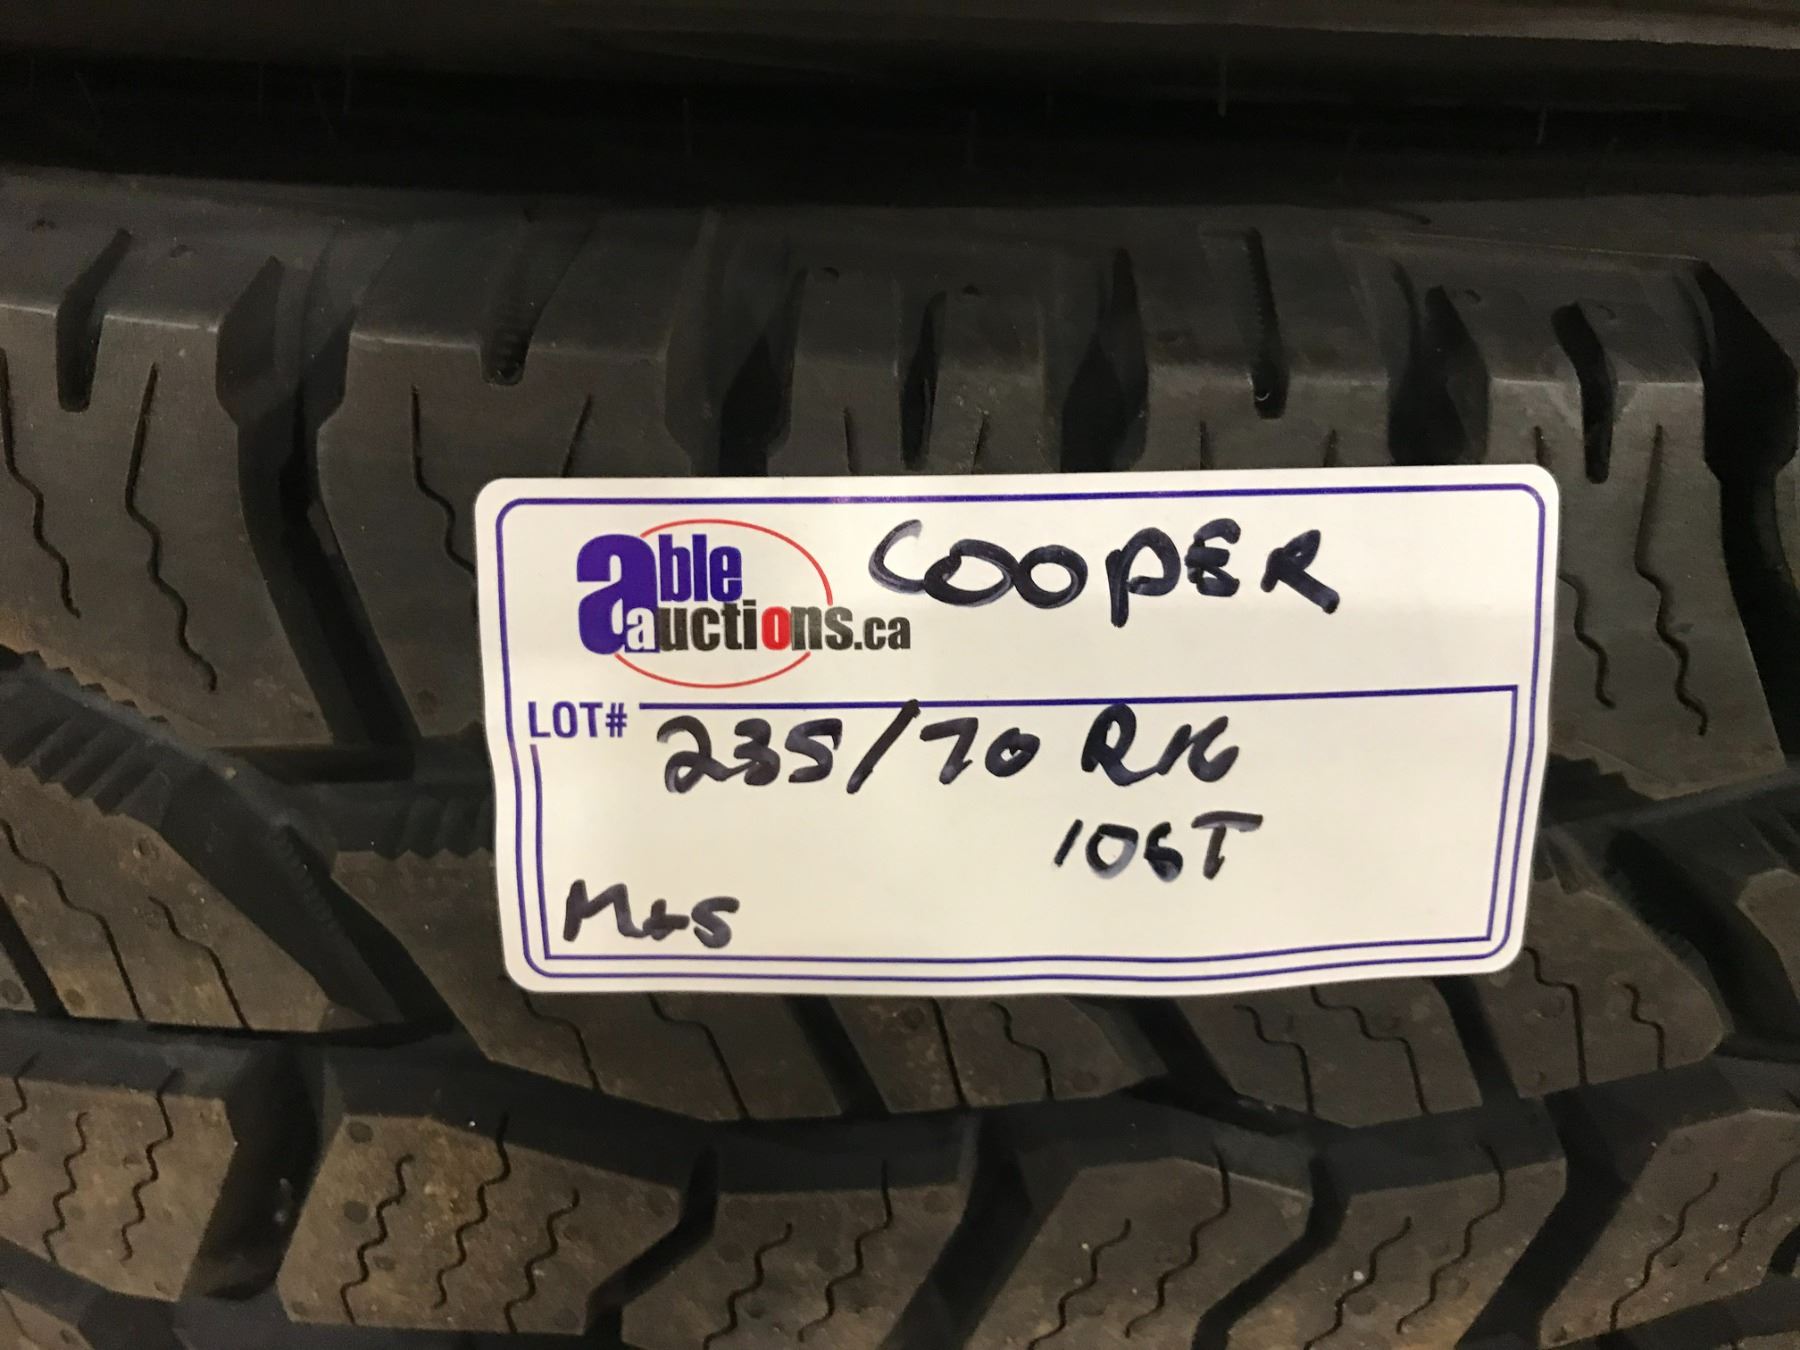 able auctions.ca COOPER
LOT# 235/70 R16
106T
M+S